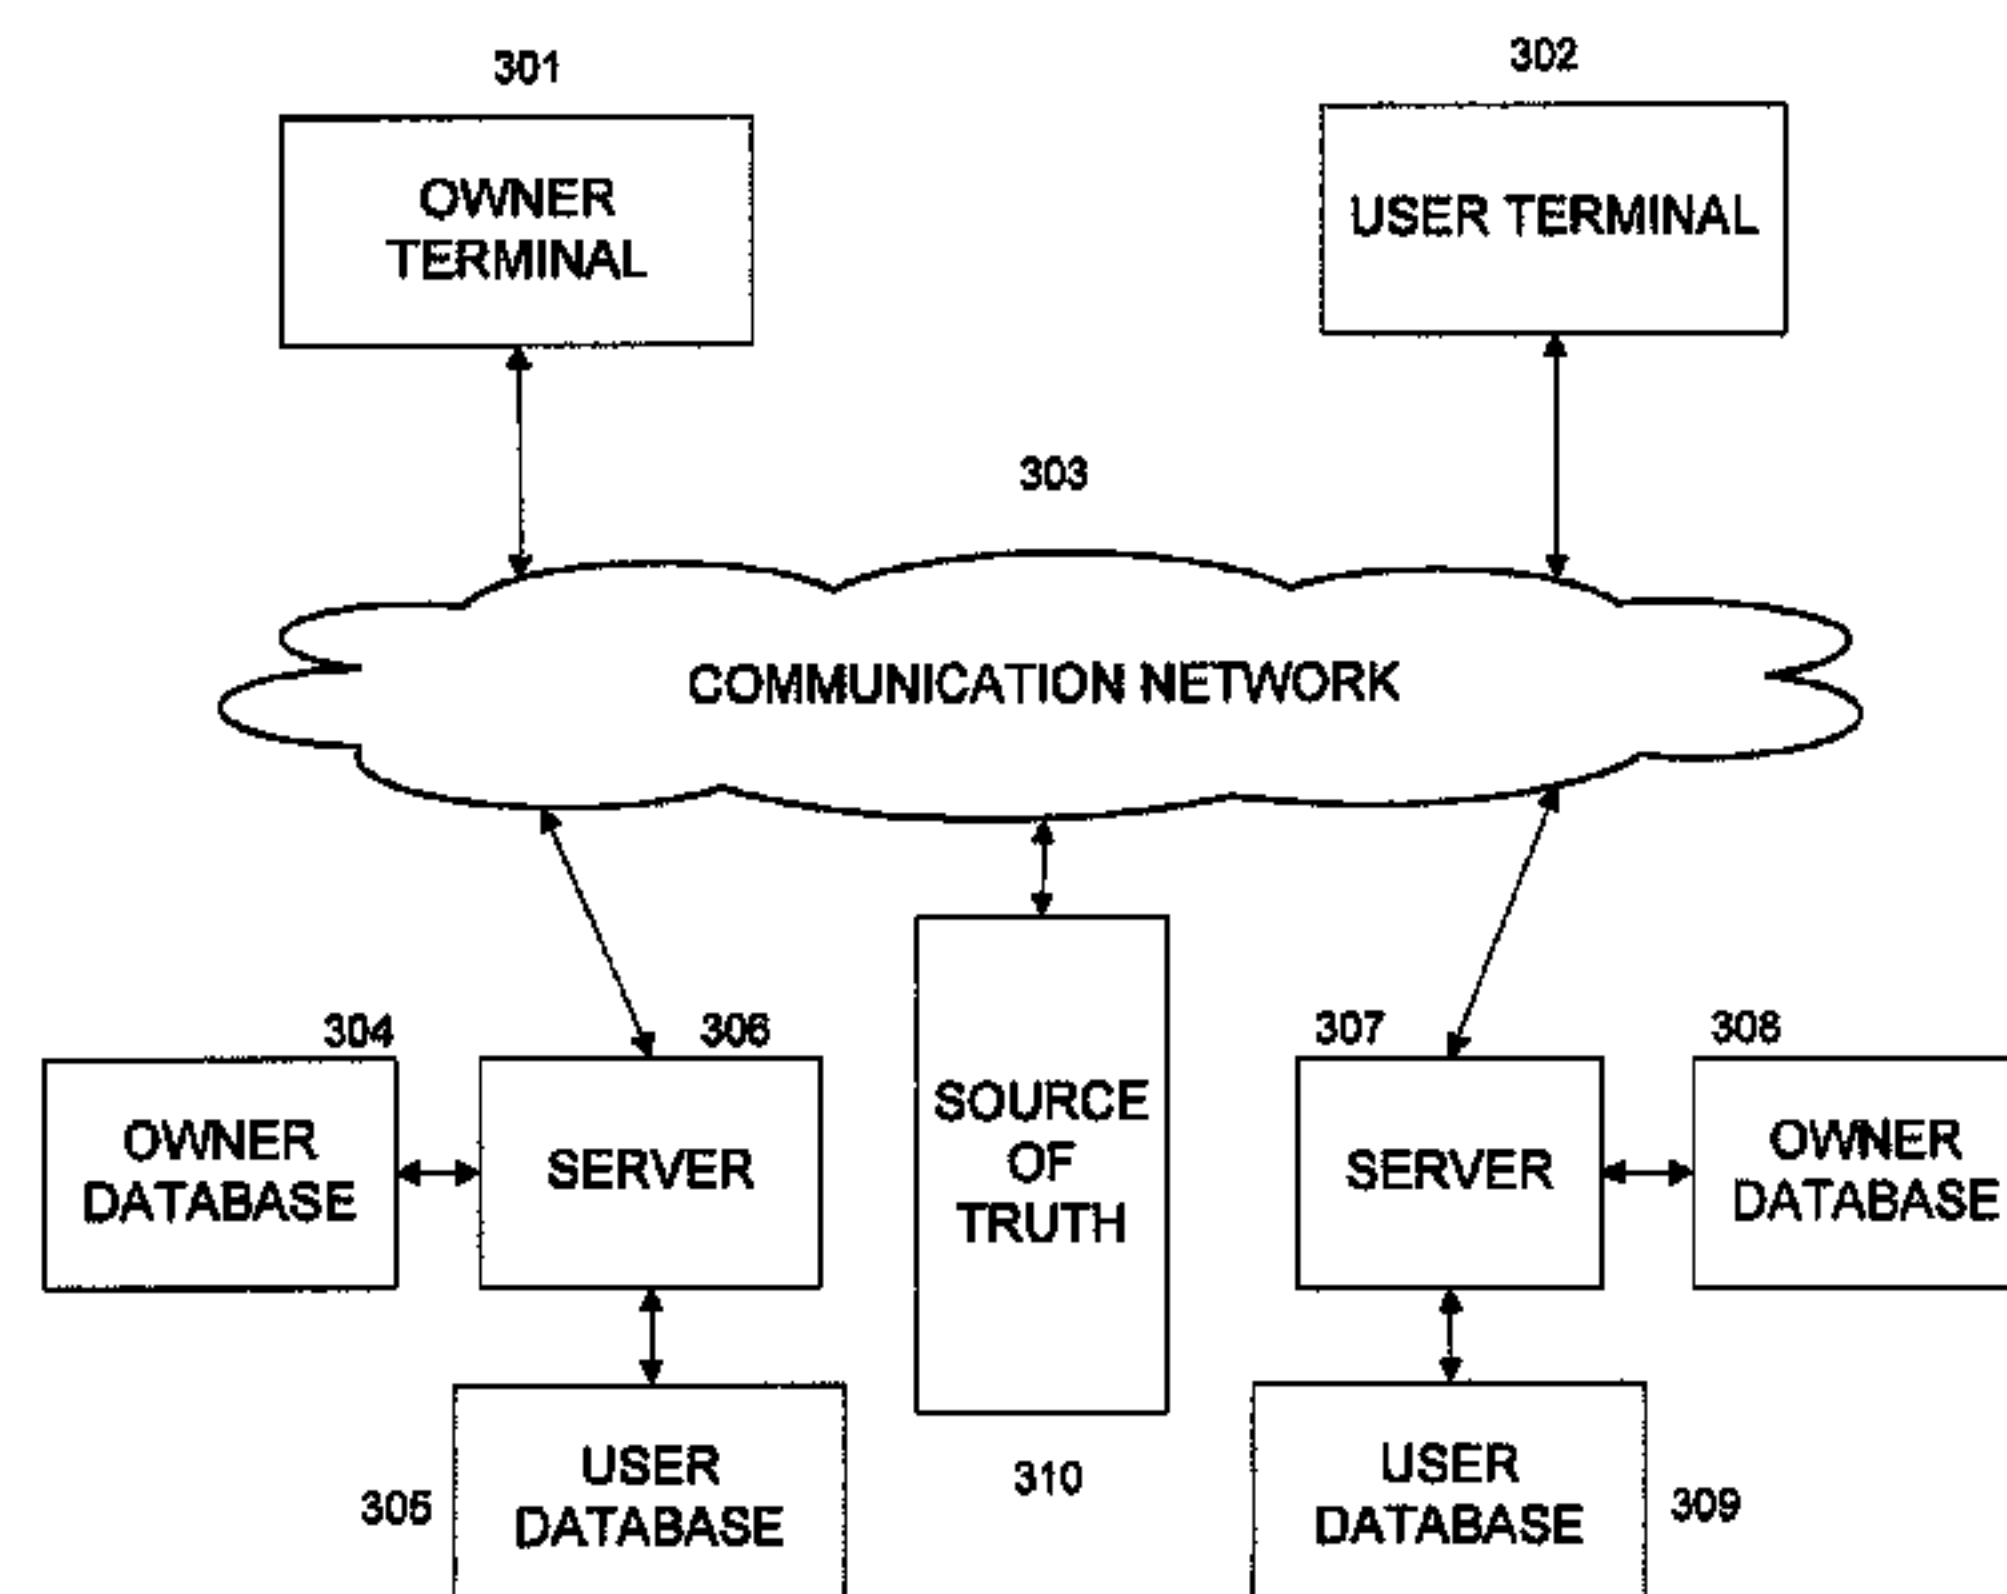 301
302
OWNER
TERMINAL
USER TERMINAL
303
COMMUNICATION NETWORK
304
306
307
308
OWNER
DATABASE
SERVER
SOURCE
OF
TRUTH
SERVER
OWNER
DATABASE
305
USER
DATABASE
310
USER
DATABASE
309